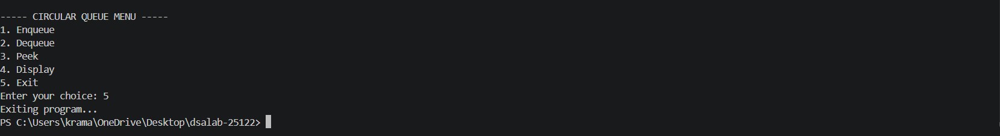 ----- CIRCULAR QUEUE MENU -----
1. Enqueue
2. Dequeue
3. Peek
4. Display
5. Exit
Enter your choice: 5
Exiting program...
PS C:\Users\krama\OneDrive\Desktop\dsalab-25122>